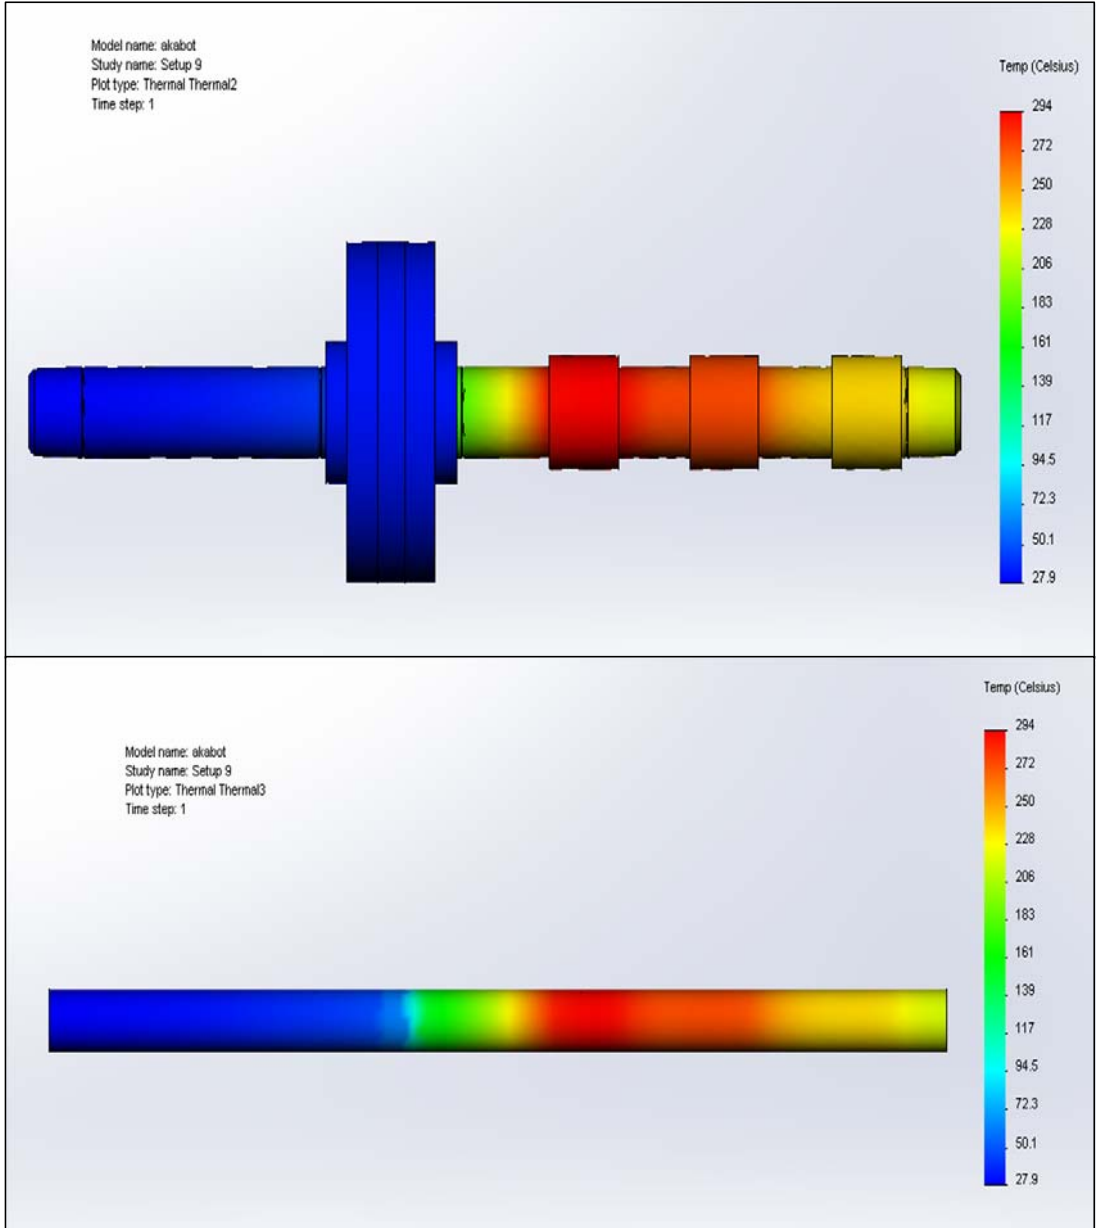 Model name: akabot
Study name: Setup 9
Plot type: Thermal Thermal2
Time step: 1
Temp (Celsius)
294
272
250
228
206
183
161
139
117
94.5
72.3
50.1
27.9
Model name: akabot
Study name: Setup 9
Plot type: Thermal Thermal3
Time step: 1
Temp (Celsius)
294
272
250
228
206
183
161
139
117
94.5
72.3
50.1
27.9